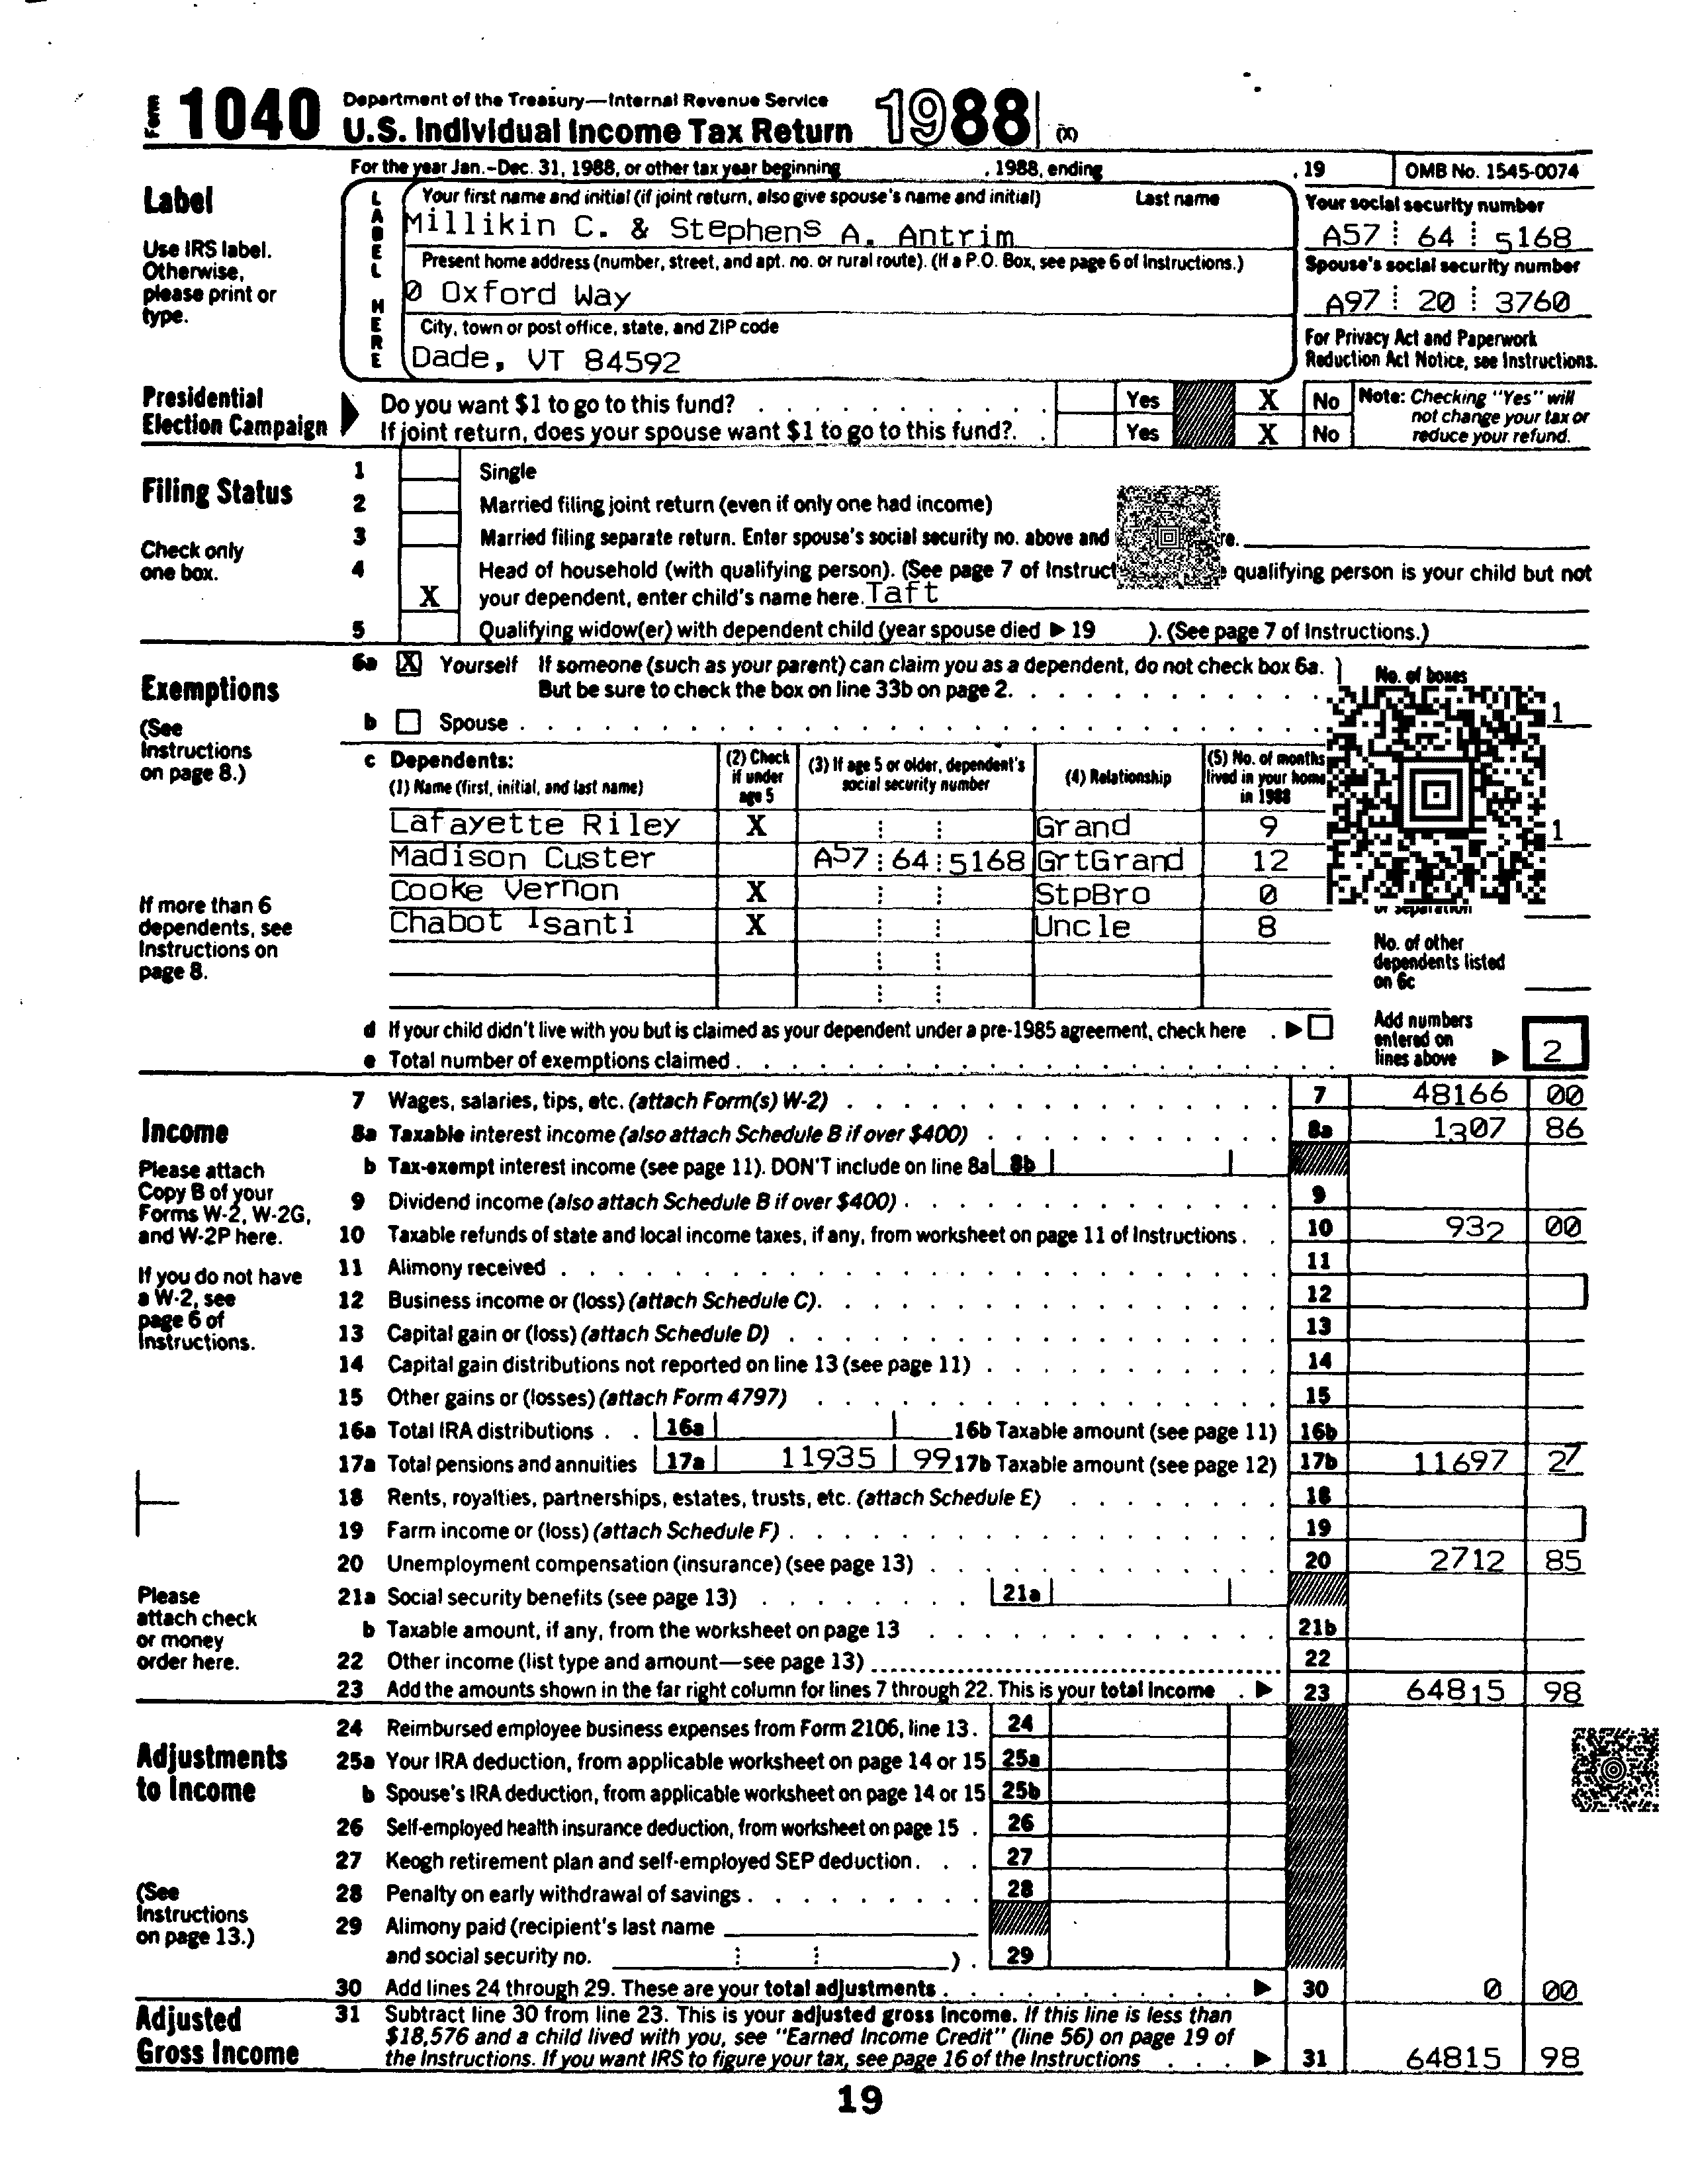 Form 1040 Department of the Treasury—Internal Revenue Service
U.S. Individual Income Tax Return 1988 (X)
For the year Jan.-Dec. 31, 1988, or other tax year beginning , 1988, ending , 19 OMB No. 1545-0074
Label
Use IRS label.
Otherwise,
please print or
type.
LABEL HERE
Your first name and initial (if joint return, also give spouse's name and initial) Last name
Millikin C. & Stephens A. Antrim
Your social security number
A57 64 5168
Present home address (number, street, and apt. no. or rural route). (If a P.O. Box, see page 6 of Instructions.)
0 Oxford Way
Spouse's social security number
A97 20 3760
City, town or post office, state, and ZIP code
Dade, VT 84592
For Privacy Act and Paperwork
Reduction Act Notice, see Instructions.
Presidential
Election Campaign
Do you want $1 to go to this fund? Yes X No
If joint return, does your spouse want $1 to go to this fund? Yes X No
Note: Checking "Yes" will
not change your tax or
reduce your refund.
Filing Status
Check only
one box.
1 Single
2 Married filing joint return (even if only one had income)
3 Married filing separate return. Enter spouse's social security no. above and re.
4 Head of household (with qualifying person). (See page 7 of Instruct qualifying person is your child but not
X your dependent, enter child's name here. Taft
5 Qualifying widow(er) with dependent child (year spouse died ▶ 19 ). (See page 7 of Instructions.)
Exemptions
(See
Instructions
on page 8.)
If more than 6
dependents, see
Instructions on
page 8.
6a X Yourself If someone (such as your parent) can claim you as a dependent, do not check box 6a.
But be sure to check the box on line 33b on page 2.
b Spouse
No. of boxes
1
c Dependents:
(1) Name (first, initial, and last name) (2) Check if under age 5 (3) If age 5 or older, dependent's social security number (4) Relationship (5) No. of months lived in your home in 1988
Lafayette Riley X Grand 9
1
Madison Custer A57 64 5168 GrtGrand 12
Cooke Vernon X StpBro 0
Chabot Isanti X Uncle 8
or separation
No. of other
dependents listed
on 6c
d If your child didn't live with you but is claimed as your dependent under a pre-1985 agreement, check here ▶
e Total number of exemptions claimed
Add numbers
entered on
lines above ▶ 2
Income
Please attach
Copy B of your
Forms W-2, W-2G,
and W-2P here.
If you do not have
a W-2, see
page 6 of
Instructions.
Please
attach check
or money
order here.
7 Wages, salaries, tips, etc. (attach Form(s) W-2) 7 48166 00
8a Taxable interest income (also attach Schedule B if over $400) 8a 1307 86
b Tax-exempt interest income (see page 11). DON'T include on line 8a 8b
9 Dividend income (also attach Schedule B if over $400) 9
10 Taxable refunds of state and local income taxes, if any, from worksheet on page 11 of Instructions 10 932 00
11 Alimony received 11
12 Business income or (loss) (attach Schedule C) 12
13 Capital gain or (loss) (attach Schedule D) 13
14 Capital gain distributions not reported on line 13 (see page 11) 14
15 Other gains or (losses) (attach Form 4797) 15
16a Total IRA distributions 16a 16b Taxable amount (see page 11) 16b
17a Total pensions and annuities 17a 11935 99 17b Taxable amount (see page 12) 17b 11697 27
18 Rents, royalties, partnerships, estates, trusts, etc. (attach Schedule E) 18
19 Farm income or (loss) (attach Schedule F) 19
20 Unemployment compensation (insurance) (see page 13) 20 2712 85
21a Social security benefits (see page 13) 21a
b Taxable amount, if any, from the worksheet on page 13 21b
22 Other income (list type and amount—see page 13) 22
23 Add the amounts shown in the far right column for lines 7 through 22. This is your total income ▶ 23 64815 98
Adjustments
to Income
(See
Instructions
on page 13.)
24 Reimbursed employee business expenses from Form 2106, line 13 24
25a Your IRA deduction, from applicable worksheet on page 14 or 15 25a
b Spouse's IRA deduction, from applicable worksheet on page 14 or 15 25b
26 Self-employed health insurance deduction, from worksheet on page 15 26
27 Keogh retirement plan and self-employed SEP deduction 27
28 Penalty on early withdrawal of savings 28
29 Alimony paid (recipient's last name
and social security no. ) 29
30 Add lines 24 through 29. These are your total adjustments ▶ 30 0 00
Adjusted
Gross Income
31 Subtract line 30 from line 23. This is your adjusted gross income. If this line is less than
$18,576 and a child lived with you, see "Earned Income Credit" (line 56) on page 19 of
the Instructions. If you want IRS to figure your tax, see page 16 of the Instructions ▶ 31 64815 98
19